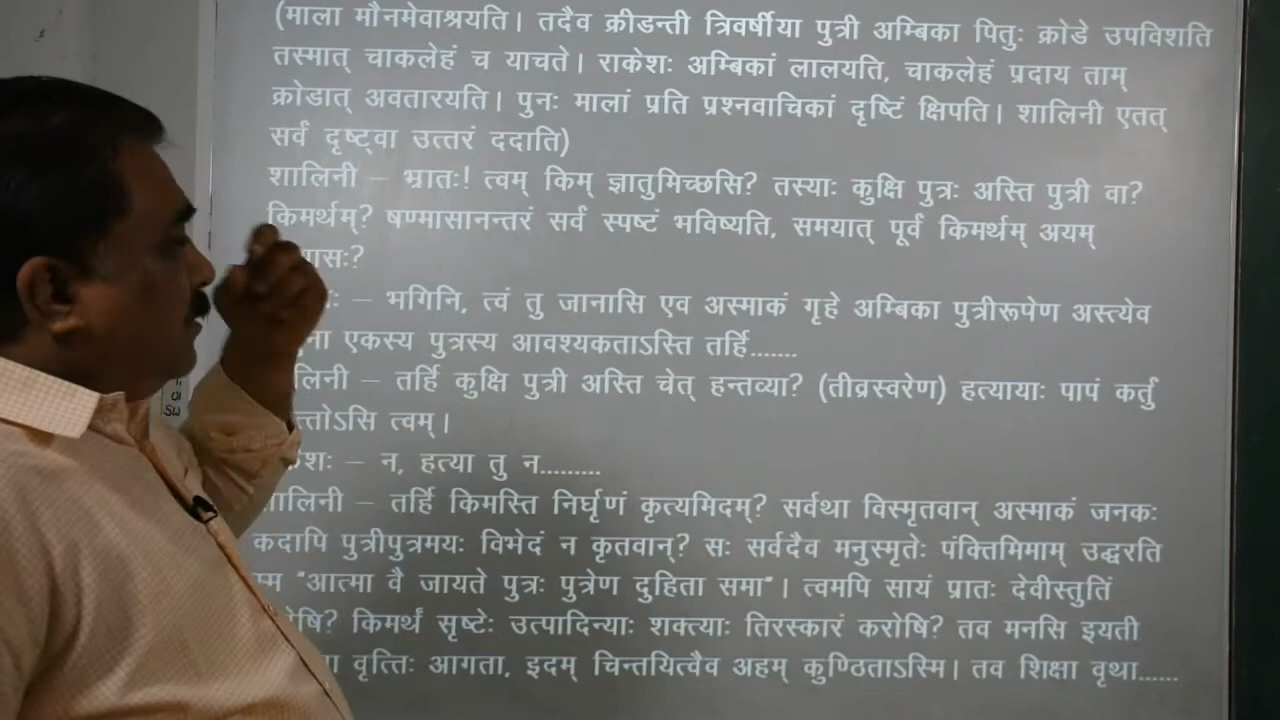 (माला मौनमेवाश्रयति। तदैव क्रीडन्ती त्रिवर्षीया पुत्री अम्बिका पितुः क्रोडे उपविशति
तस्मात् चाकलेहं च याचते। राकेशः अम्बिकां लालयति, चाकलेहं प्रदाय ताम्
क्रोडात् अवतारयति। पुनः मालां प्रति प्रश्नवाचिकां दृष्टिं क्षिपति। शालिनी एतत्
सर्वं दृष्ट्वा उत्तरं ददाति)
शालिनी – भ्रातः! त्वम् किम् ज्ञातुमिच्छसि? तस्याः कुक्षि पुत्रः अस्ति पुत्री वा?
किमर्थम्? षण्मासानन्तरं सर्वं स्पष्टं भविष्यति, समयात् पूर्वं किमर्थम् अयम्
– भगिनि, त्वं तु जानासि एव अस्माकं गृहे अम्बिका पुत्रीरूपेण अस्त्येव
एकस्य पुत्रस्य आवश्यकताऽस्ति तर्हि.......
– तर्हि कुक्षि पुत्री अस्ति चेत् हन्तव्या? (तीव्रस्वरेण) हत्यायाः पापं कर्तुं
त्वम्।
– न, हत्या तु न.........
– तर्हि किमस्ति निर्घृणं कृत्यमिदम्? सर्वथा विस्मृतवान् अस्माकं जनकः
कदापि पुत्रीपुत्रमयः विभेदं न कृतवान्? सः सर्वदैव मनुस्मृतेः पंक्तिमिमाम् उद्धरति
"आत्मा वै जायते पुत्रः पुत्रेण दुहिता समा"। त्वमपि सायं प्रातः देवीस्तुतिं
किमर्थं सृष्टेः उत्पादिन्याः शक्त्याः तिरस्कारं करोषि? तव मनसि इयती
वृत्तिः आगता, इदम् चिन्तयित्वैव अहम् कुण्ठिताऽस्मि। तव शिक्षा वृथा......